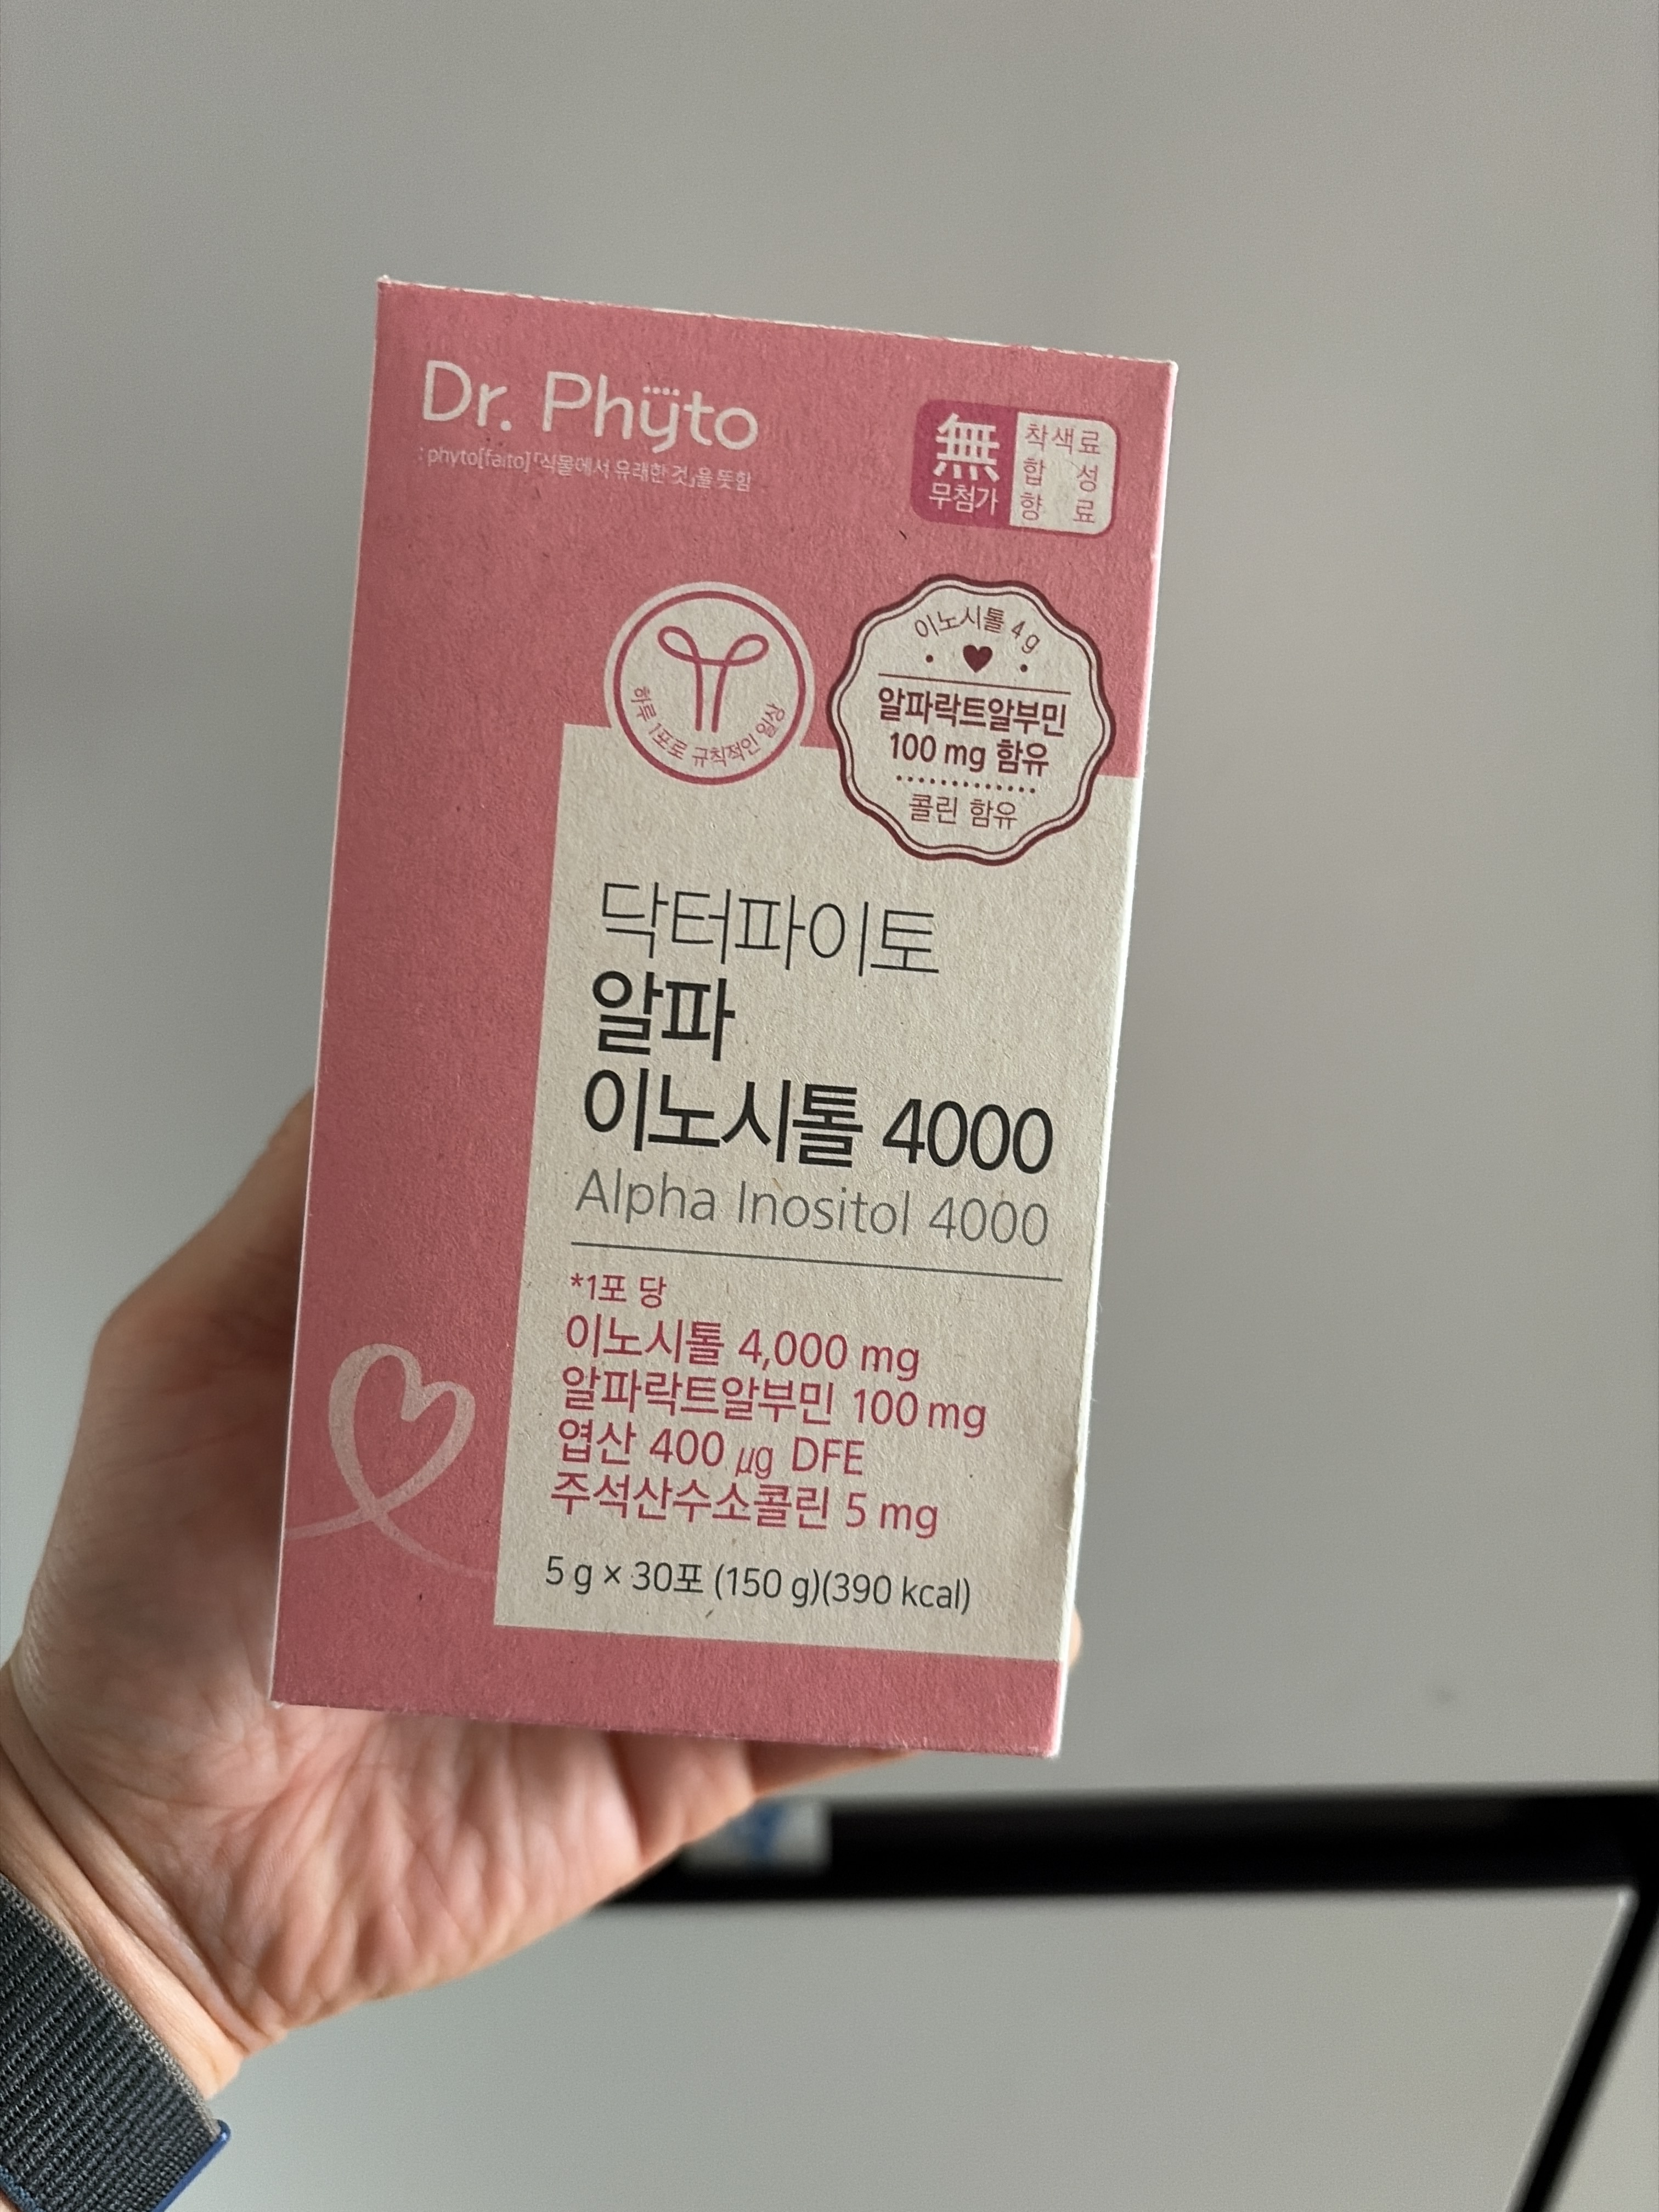 Dr. Phyto
: phyto[faito]「식물에서 유래한 것」을 뜻함
無
무첨가
착색료
합성
향료
하루 1포로 규칙적인 일상
이노시톨 4g
알파락트알부민
100 mg 함유
콜린 함유
닥터파이토
알파
이노시톨 4000
Alpha Inositol 4000
*1포 당
이노시톨 4,000 mg
알파락트알부민 100 mg
엽산 400 μg DFE
주석산수소콜린 5 mg
5 g × 30포 (150 g)(390 kcal)